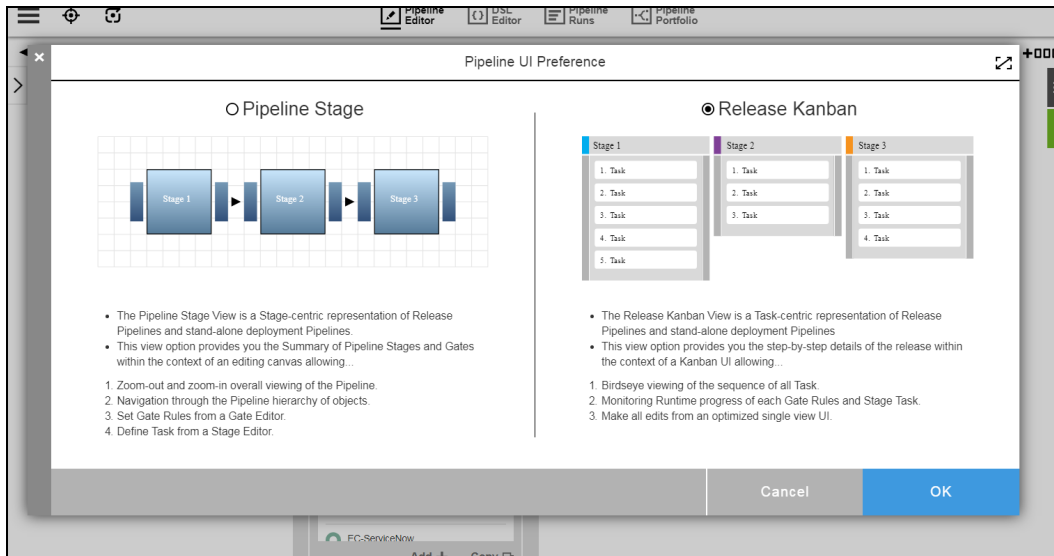 Pipeline
Editor
DSL
Editor
Pipeline
Runs
Pipeline
Portfolio
Pipeline UI Preference
Pipeline Stage
Release Kanban
Stage 1
Stage 2
Stage 3
Stage 1
Stage 2
Stage 3
1. Task
1. Task
1. Task
2. Task
2. Task
2. Task
3. Task
3. Task
3. Task
4. Task
4. Task
5. Task
• The Pipeline Stage View is a Stage-centric representation of Release
Pipelines and stand-alone deployment Pipelines.
• This view option provides you the Summary of Pipeline Stages and Gates
within the context of an editing canvas allowing...
1. Zoom-out and zoom-in overall viewing of the Pipeline.
2. Navigation through the Pipeline hierarchy of objects.
3. Set Gate Rules from a Gate Editor.
4. Define Task from a Stage Editor.
• The Release Kanban View is a Task-centric representation of Release
Pipelines and stand-alone deployment Pipelines
• This view option provides you the step-by-step details of the release within
the context of a Kanban UI allowing...
1. Birdseye viewing of the sequence of all Task.
2. Monitoring Runtime progress of each Gate Rules and Stage Task.
3. Make all edits from an optimized single view UI.
Cancel
OK
EC-ServiceNow
Add
Copy